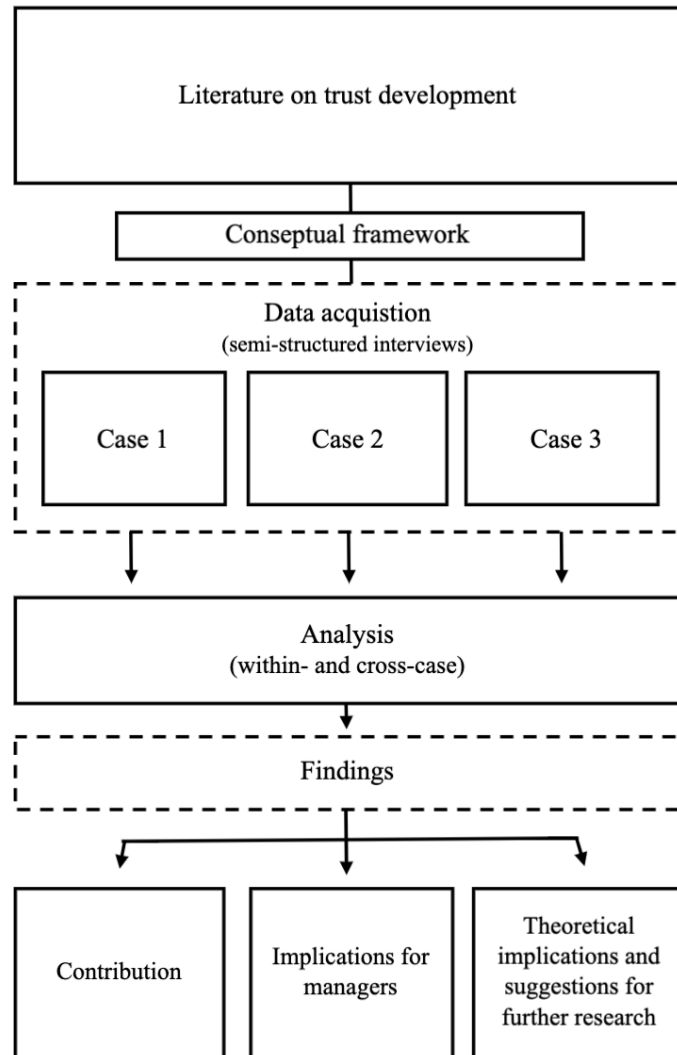 Literature on trust development
Conseptual framework
Data acquistion
(semi-structured interviews)
Case 1
Case 2
Case 3
Analysis
(within- and cross-case)
Findings
Contribution
Implications for
managers
Theoretical
implications and
suggestions for
further research